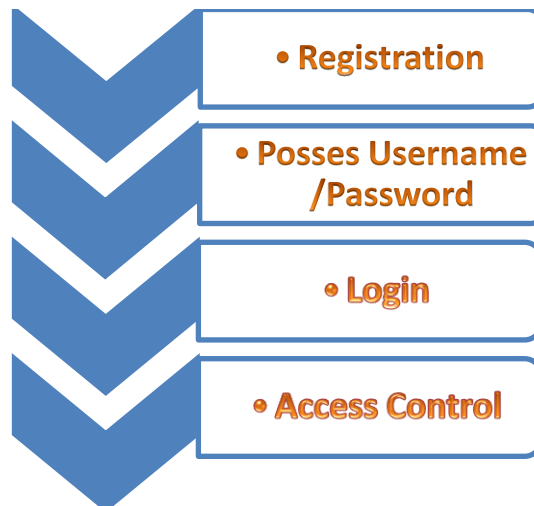 • Registration
• Posses Username
/Password
• Login
• Access Control